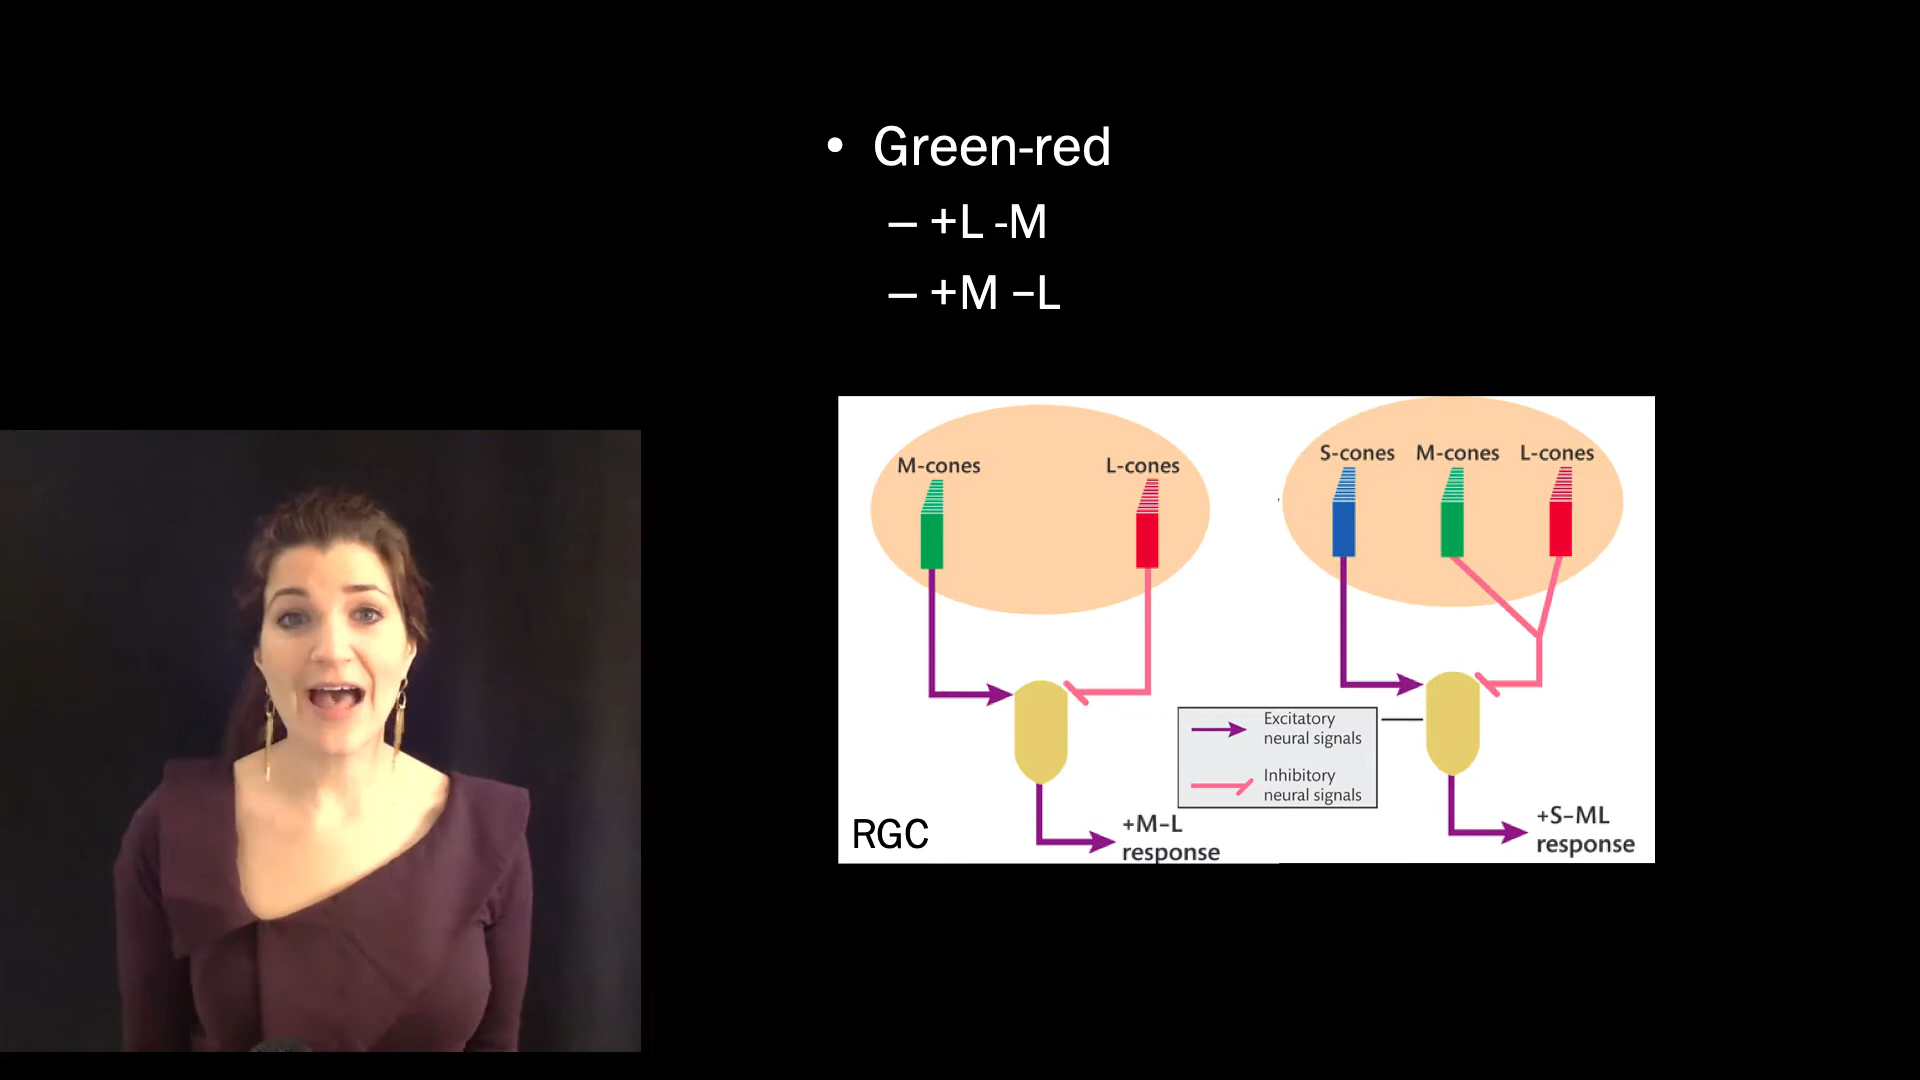 • Green-red
– +L -M
– +M –L
M-cones
L-cones
S-cones
M-cones
L-cones
Excitatory
neural signals
Inhibitory
neural signals
RGC
+M–L
response
+S–ML
response